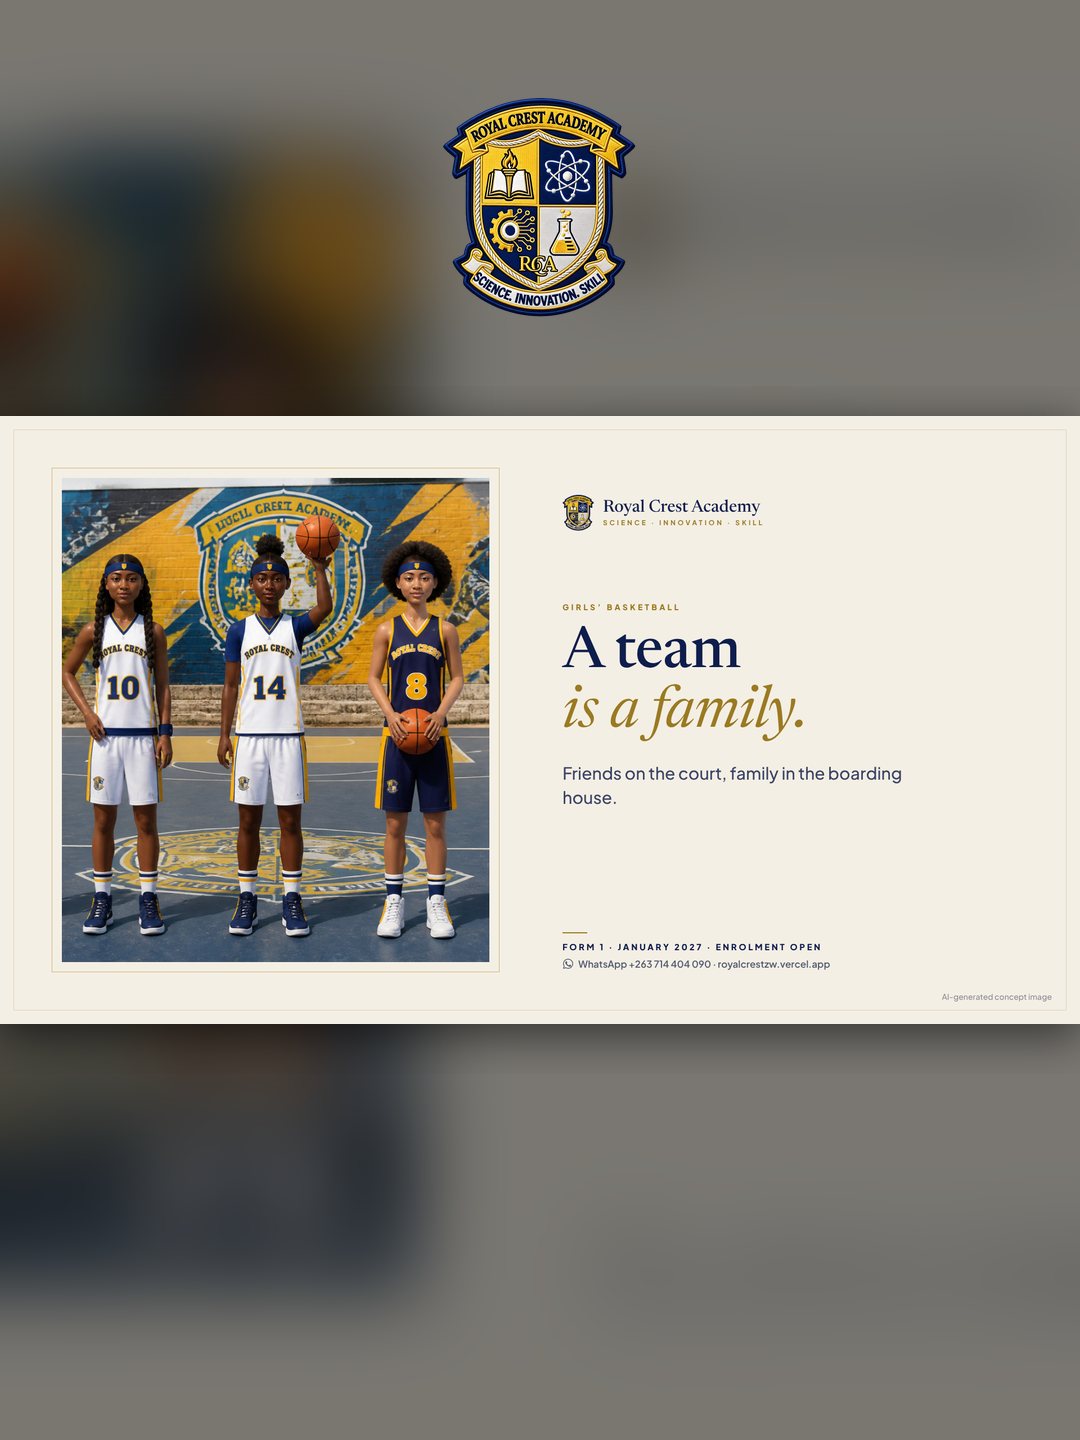 ROYAL CREST ACADEMY
RCA
SCIENCE. INNOVATION. SKILL
Royal Crest Academy
SCIENCE · INNOVATION · SKILL
GIRLS' BASKETBALL
A team
is a family.
Friends on the court, family in the boarding
house.
ROYAL CREST
10
ROYAL CREST
14
ROYAL CREST
8
FORM 1 · JANUARY 2027 · ENROLMENT OPEN
WhatsApp +263 714 404 090 · royalcrestzw.vercel.app
AI-generated concept image